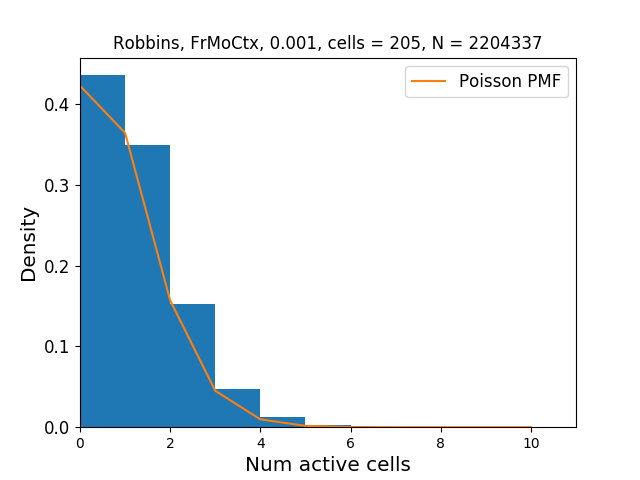 Robbins, FrMoCtx, 0.001, cells = 205, N = 2204337
Poisson PMF
Density
0.4
0.3
0.2
0.1
0.0
0 2 4 6 8 10
Num active cells